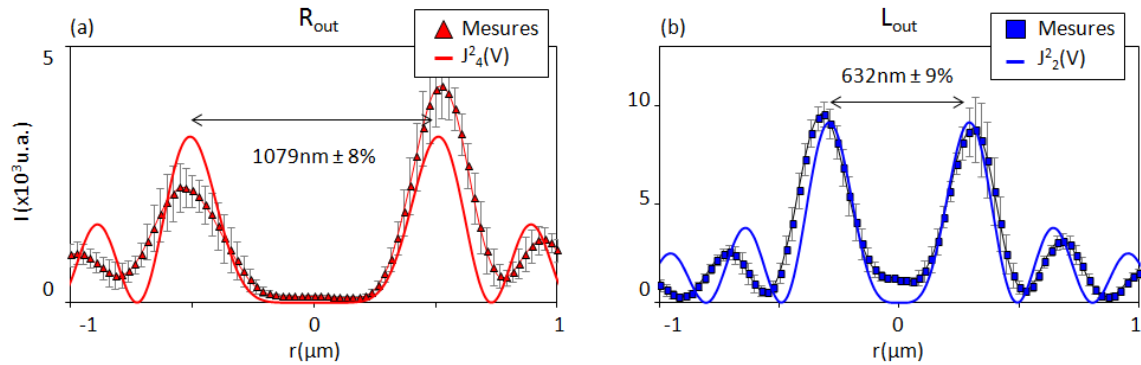 (a)
R_out
Mesures
J²₄(V)
5
1079nm ± 8%
I (x10³u.a.)
0
-1
0
1
r(µm)
(b)
L_out
Mesures
J²₂(V)
632nm ± 9%
10
5
0
-1
0
1
r(µm)